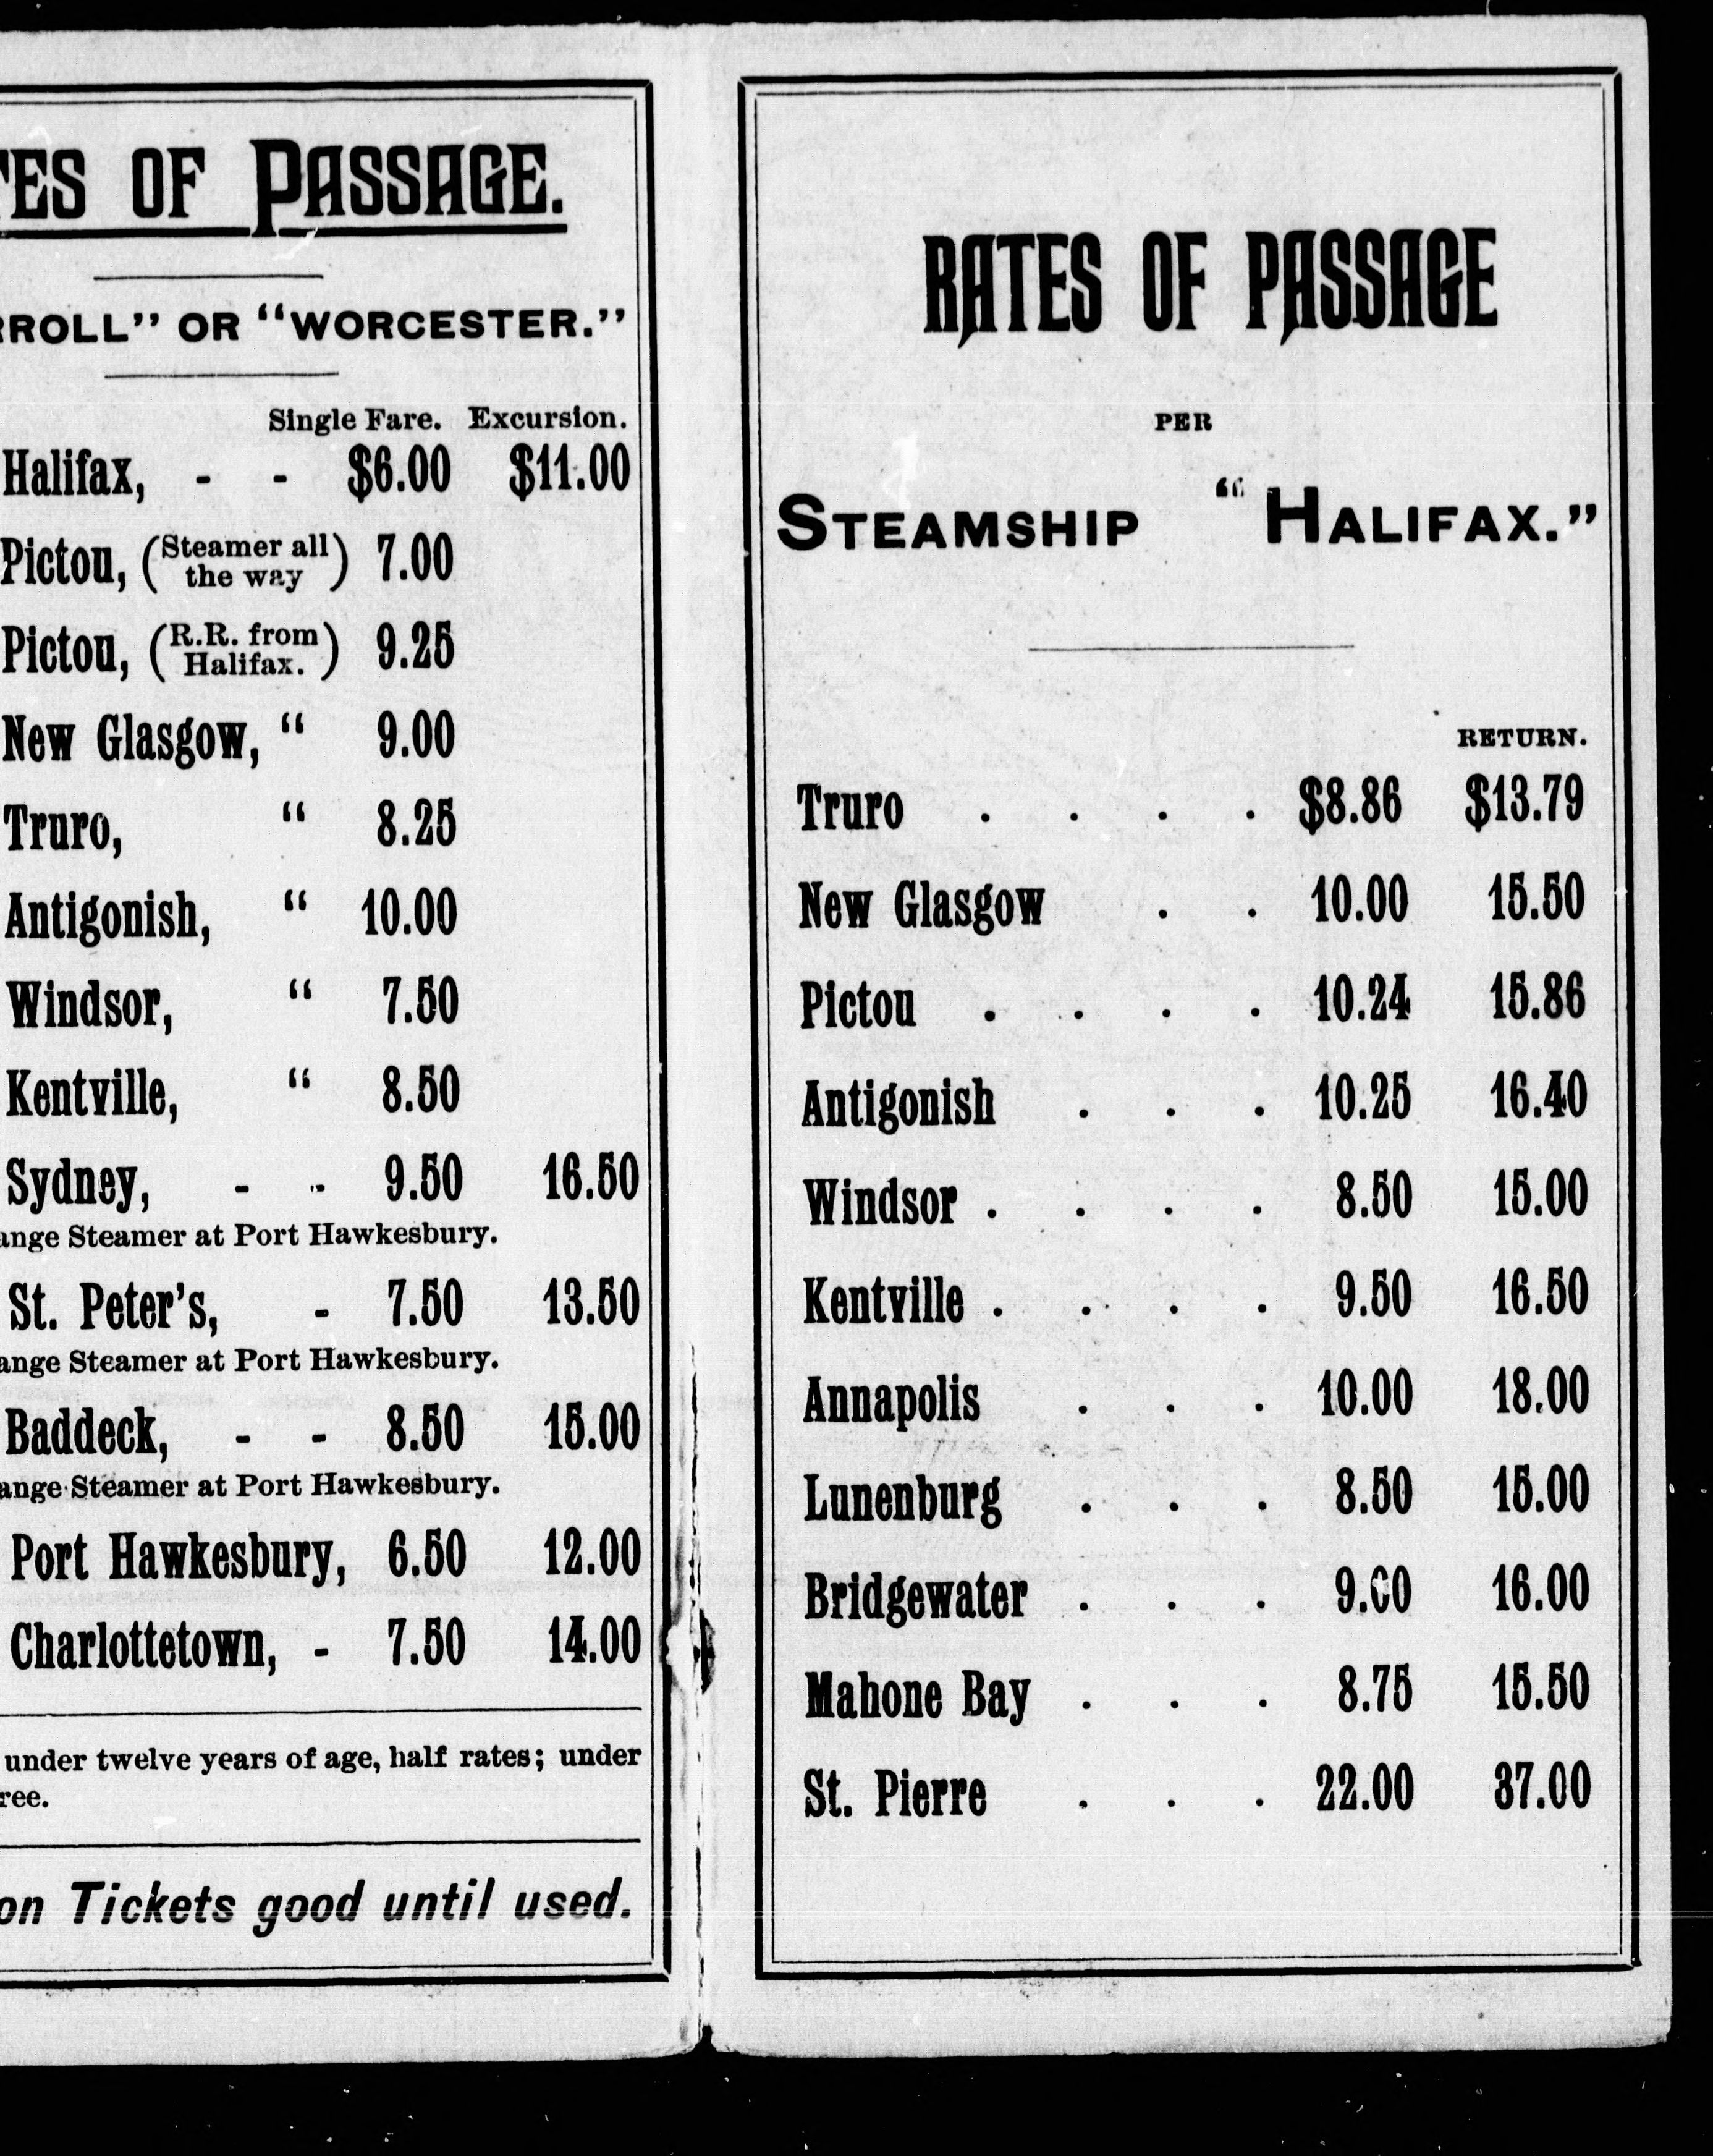 TES OF PASSAGE.
RROLL” OR “WORCESTER.”
Single Fare. Excursion.
Halifax, - - $6.00 $11.00
Pictou, (Steamer all the way) 7.00
Pictou, (R.R. from Halifax.) 9.25
New Glasgow, “ 9.00
Truro, “ 8.25
Antigonish, “ 10.00
Windsor, “ 7.50
Kentville, “ 8.50
Sydney, - - 9.50 16.50
ange Steamer at Port Hawkesbury.
St. Peter’s, - 7.50 13.50
ange Steamer at Port Hawkesbury.
Baddeck, - - 8.50 15.00
ange Steamer at Port Hawkesbury.
Port Hawkesbury, 6.50 12.00
Charlottetown, - 7.50 14.00
under twelve years of age, half rates; under
ree.
on Tickets good until used.
RATES OF PASSAGE
PER
STEAMSHIP “HALIFAX.”
RETURN.
Truro . . . . $8.86 $13.79
New Glasgow . . 10.00 15.50
Pictou . . . . 10.24 15.86
Antigonish . . . 10.25 16.40
Windsor . . . . 8.50 15.00
Kentville . . . . 9.50 16.50
Annapolis . . . 10.00 18.00
Lunenburg . . . 8.50 15.00
Bridgewater . . . 9.00 16.00
Mahone Bay . . . 8.75 15.50
St. Pierre . . . 22.00 37.00